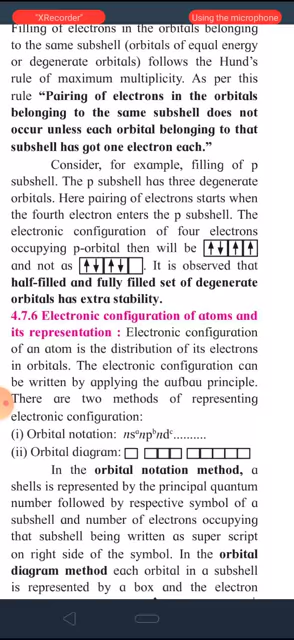 "XRecorder"
Using the microphone
Filling of electrons in the orbitals belonging
to the same subshell (orbitals of equal energy
or degenerate orbitals) follows the Hund's
rule of maximum multiplicity. As per this
rule “Pairing of electrons in the orbitals
belonging to the same subshell does not
occur unless each orbital belonging to that
subshell has got one electron each.”
Consider, for example, filling of p
subshell. The p subshell has three degenerate
orbitals. Here pairing of electrons starts when
the fourth electron enters the p subshell. The
electronic configuration of four electrons
occupying p-orbital then will be
and not as . It is observed that
half-filled and fully filled set of degenerate
orbitals has extra stability.
4.7.6 Electronic configuration of atoms and
its representation : Electronic configuration
of an atom is the distribution of its electrons
in orbitals. The electronic configuration can
be written by applying the aufbau principle.
There are two methods of representing
electronic configuration:
(i) Orbital notation: nsᵃnpᵇndᶜ..........
(ii) Orbital diagram:
In the orbital notation method, a
shells is represented by the principal quantum
number followed by respective symbol of a
subshell and number of electrons occupying
that subshell being written as super script
on right side of the symbol. In the orbital
diagram method each orbital in a subshell
is represented by a box and the electron